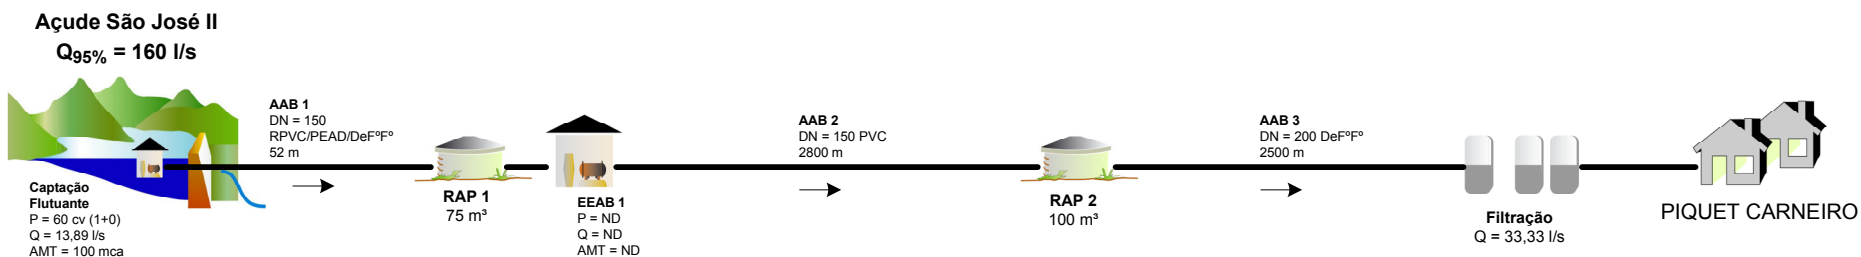 Açude São José II
Q95% = 160 l/s
Captação
Flutuante
P = 60 cv (1+0)
Q = 13,89 l/s
AMT = 100 mca
AAB 1
DN = 150
RPVC/PEAD/DeFºFº
52 m
RAP 1
75 m³
EEAB 1
P = ND
Q = ND
AMT = ND
AAB 2
DN = 150 PVC
2800 m
RAP 2
100 m³
AAB 3
DN = 200 DeFºFº
2500 m
Filtração
Q = 33,33 l/s
PIQUET CARNEIRO